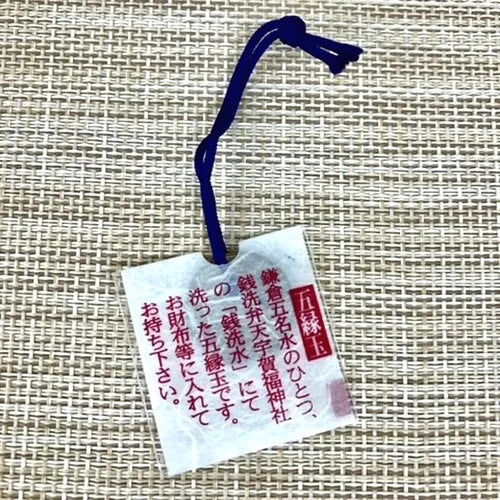 五縁玉
鎌倉五名水のひとつ、
銭洗弁天宇賀福神社
の「銭洗水」にて
洗った五縁玉です。
お財布等に入れて
お持ち下さい。